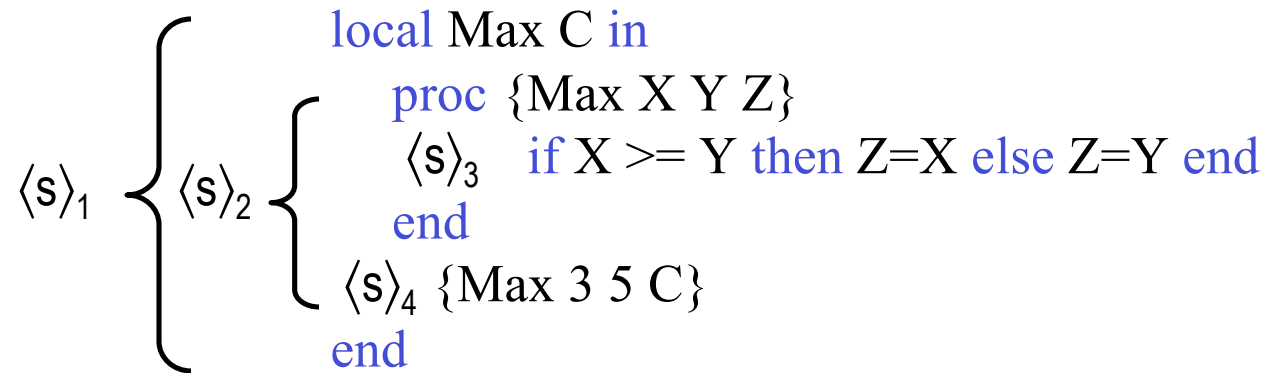 local Max C in
proc {Max X Y Z}
⟨s⟩₃ if X >= Y then Z=X else Z=Y end
⟨s⟩₁ ⟨s⟩₂
end
⟨s⟩₄ {Max 3 5 C}
end